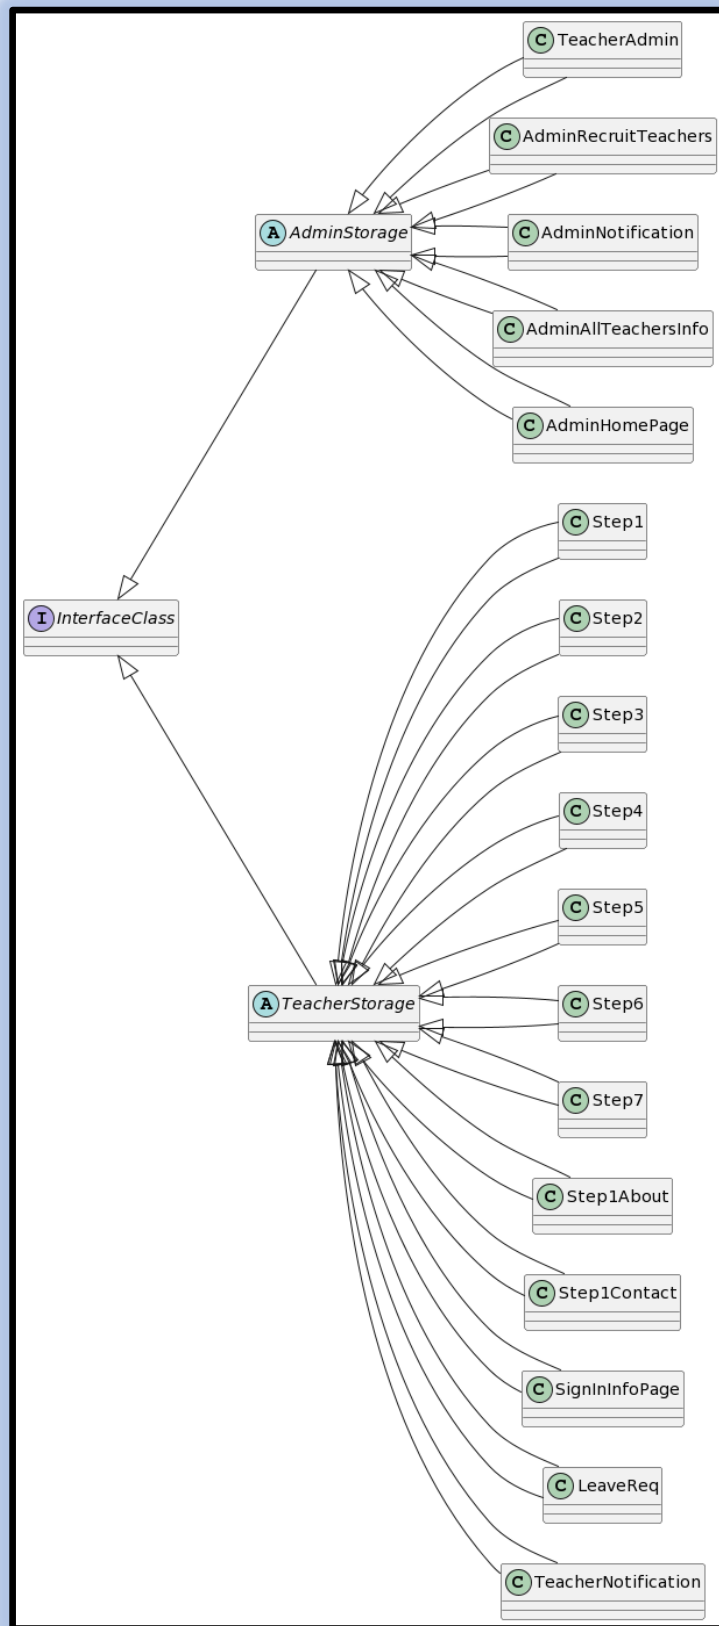 C TeacherAdmin
C AdminRecruitTeachers
A AdminStorage
C AdminNotification
C AdminAllTeachersInfo
C AdminHomePage
C Step1
I InterfaceClass
C Step2
C Step3
C Step4
C Step5
A TeacherStorage
C Step6
C Step7
C Step1About
C Step1Contact
C SignInInfoPage
C LeaveReq
C TeacherNotification